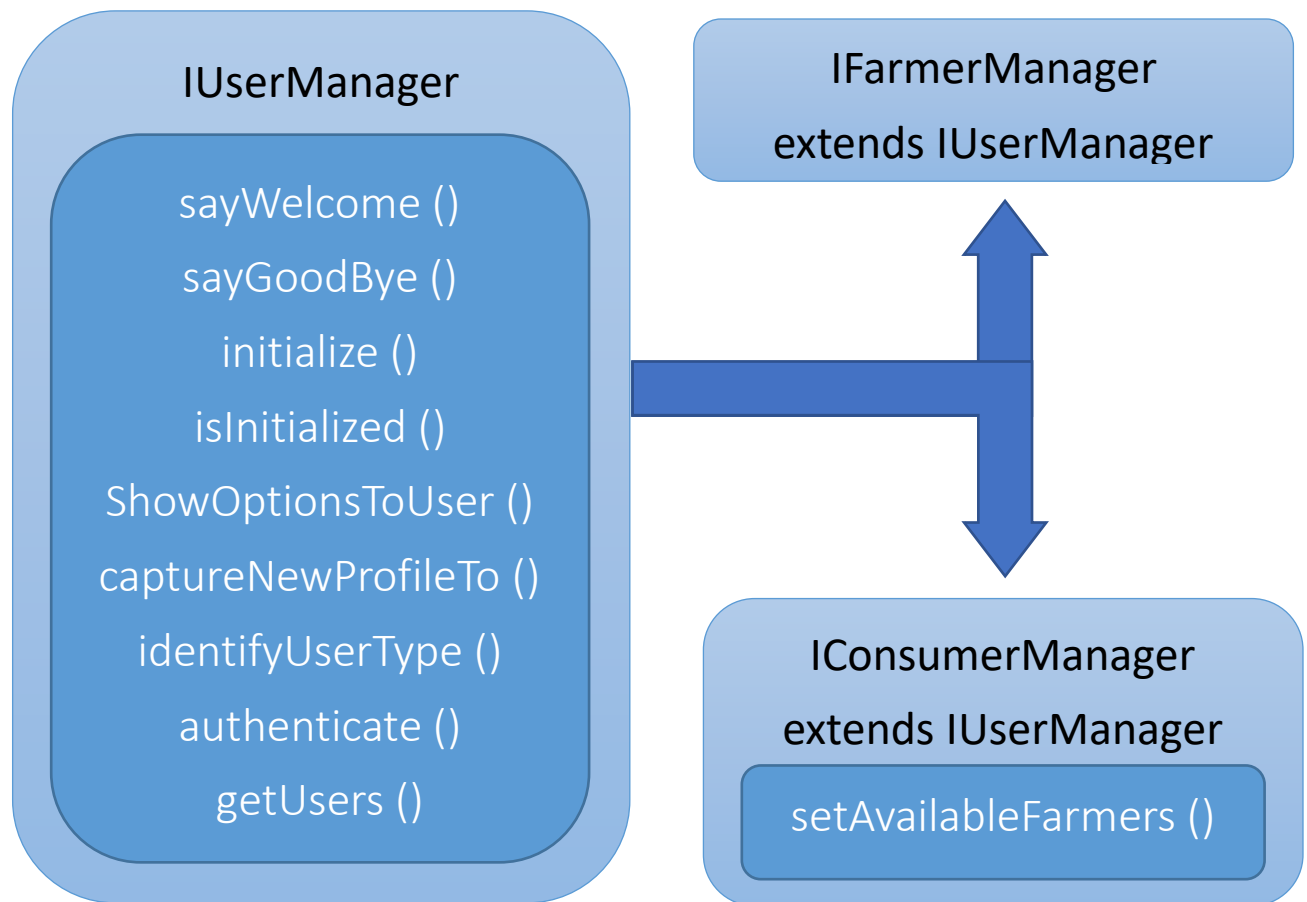 IUserManager
sayWelcome ()
sayGoodBye ()
initialize ()
isInitialized ()
ShowOptionsToUser ()
captureNewProfileTo ()
identifyUserType ()
authenticate ()
getUsers ()
IFarmerManager
extends IUserManager
IConsumerManager
extends IUserManager
setAvailableFarmers ()